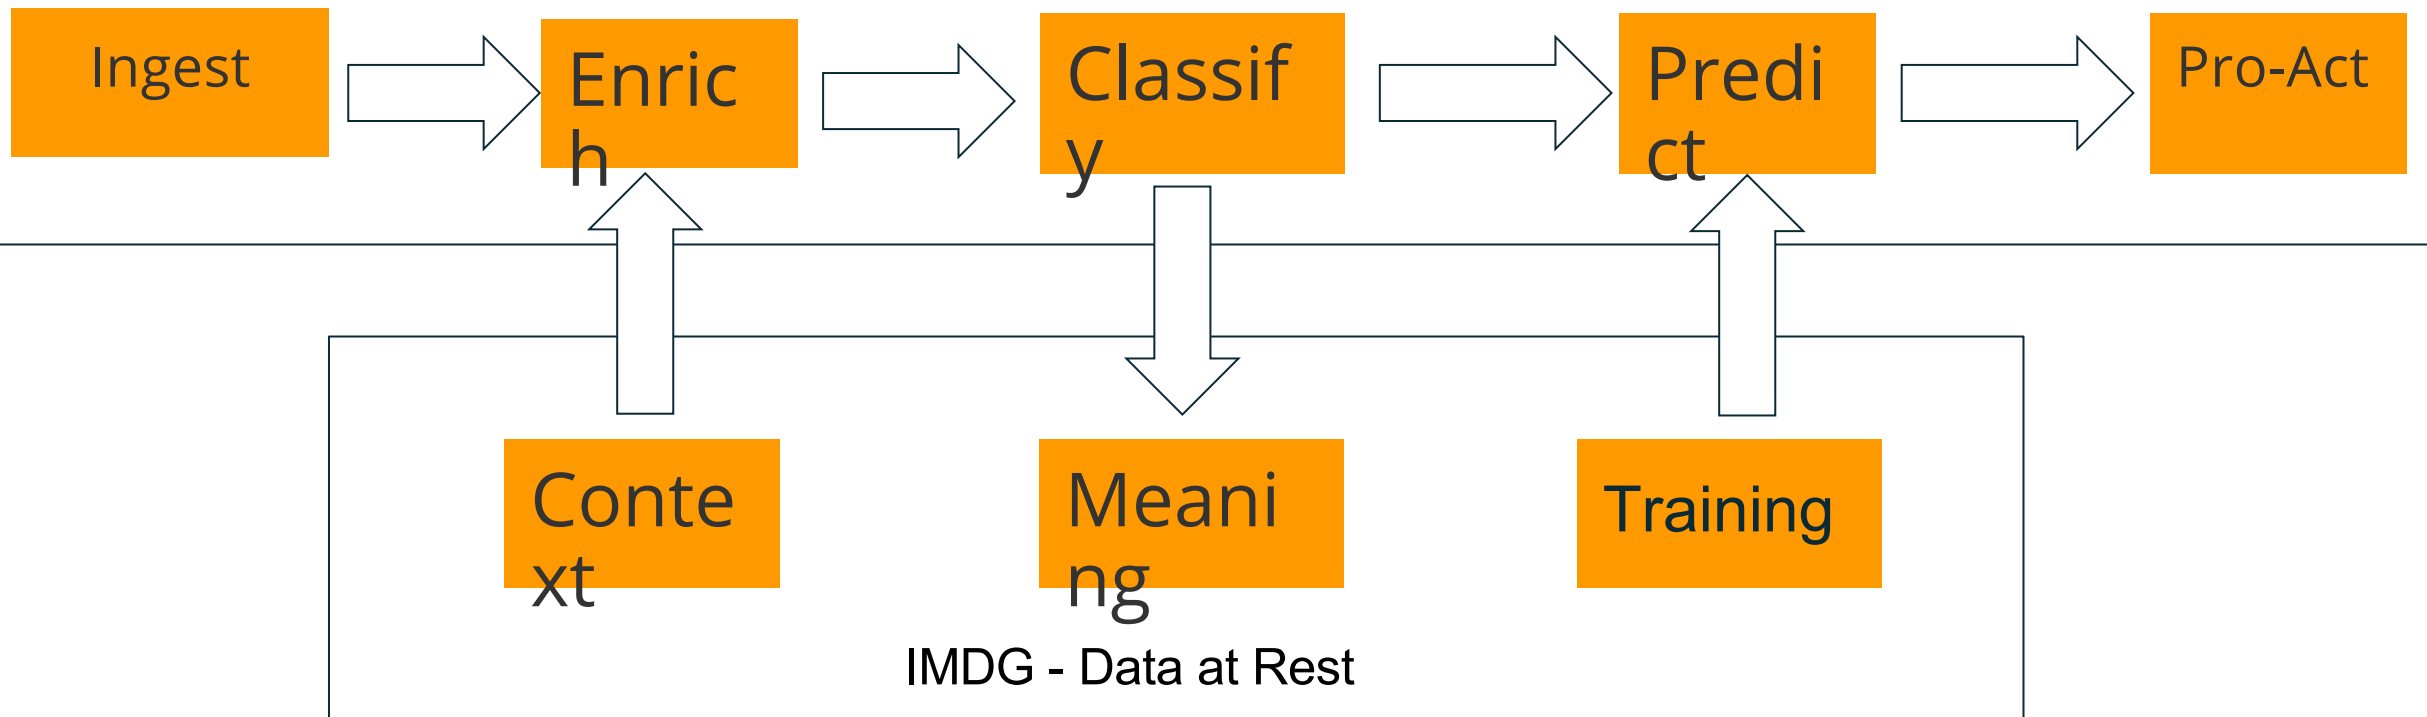 Ingest
Enric
h
Classif
y
Predi
ct
Pro-Act
Conte
xt
Meani
ng
Training
IMDG - Data at Rest